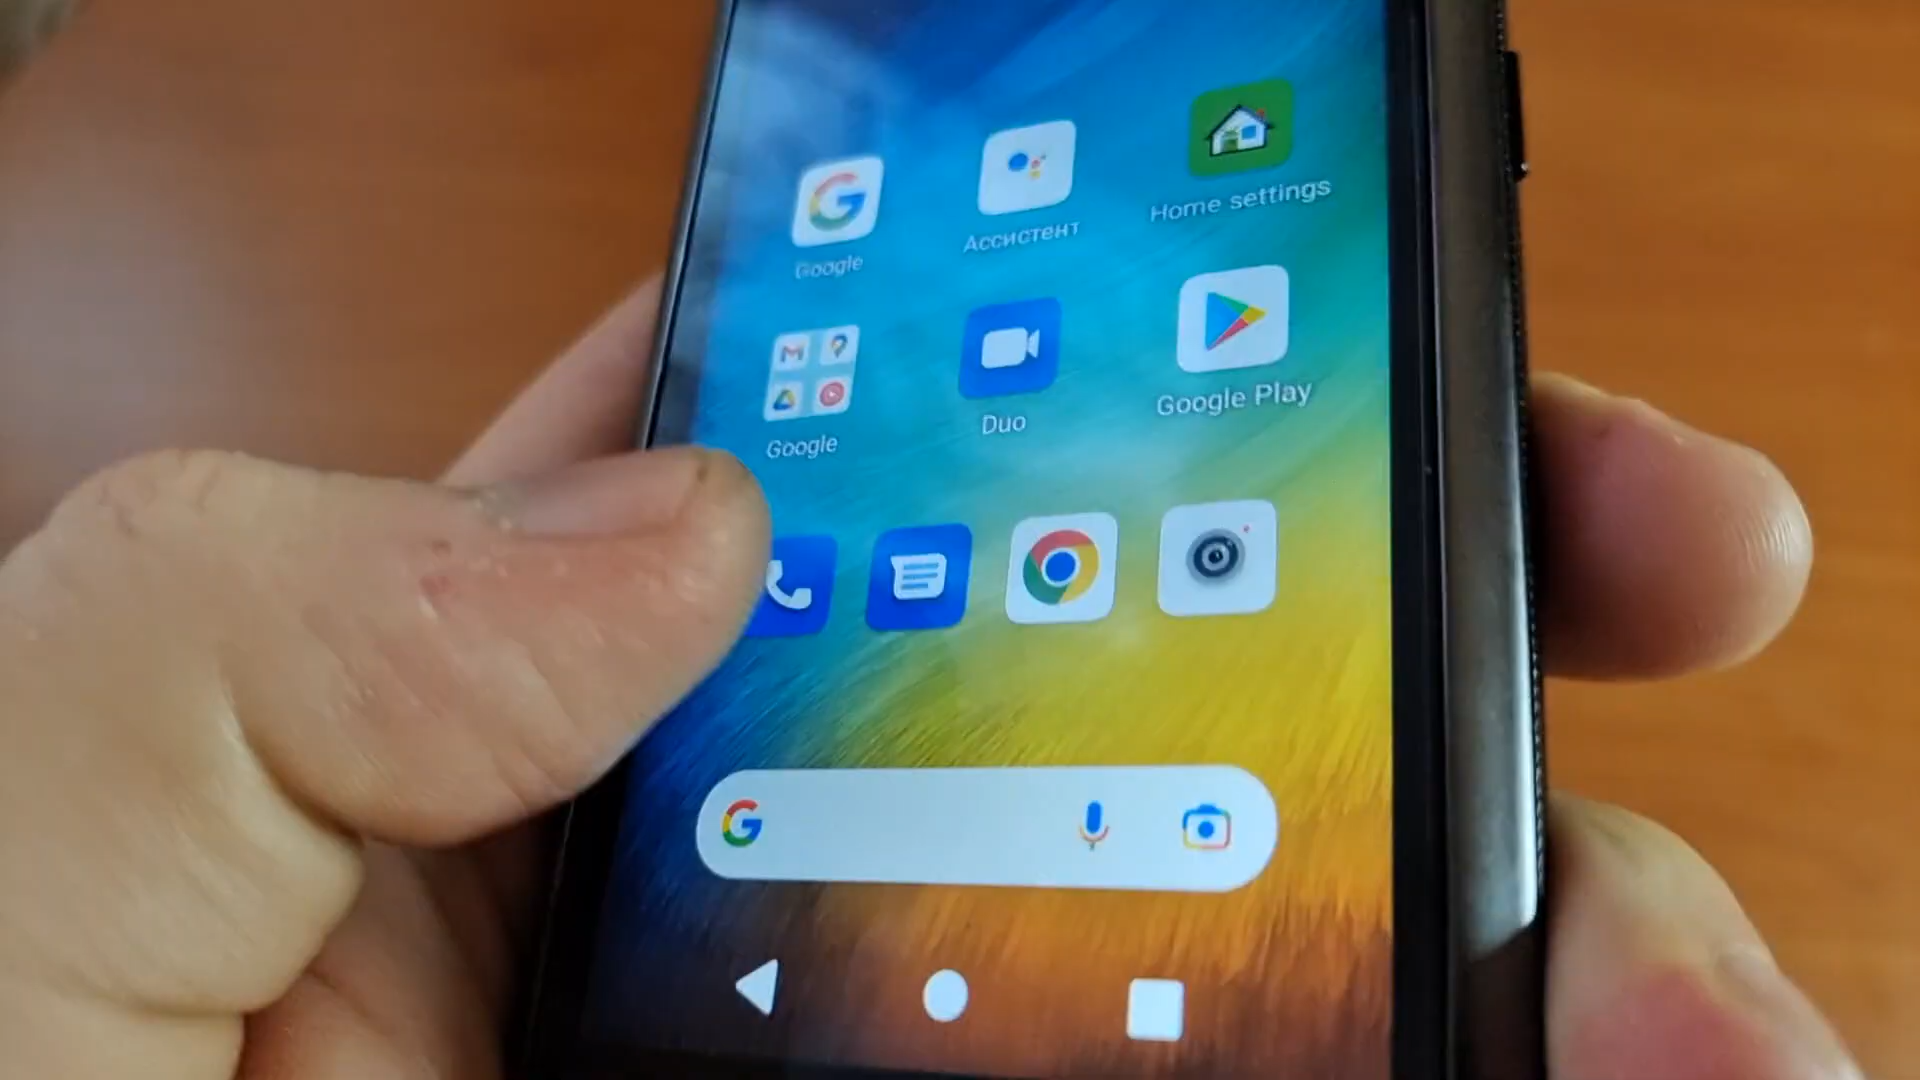 Google
Ассистент
Home settings
Google
Duo
Google Play